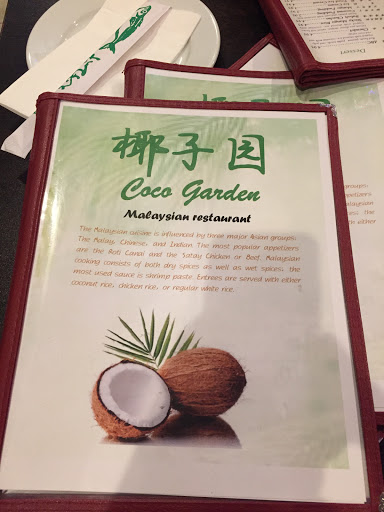 椰子园
Coco Garden
Malaysian restaurant
The Malaysian cuisine is influenced by three major Asian groups;
The Malay, Chinese, and Indian. The most popular appetizers
are the Roti Canai and the Satay Chicken or Beef. Malaysian
cooking consists of both dry spices as well as wet spices; the
most used sauce is shrimp paste. Entrees are served with either
coconut rice, chicken rice, or regular white rice.
Dessert